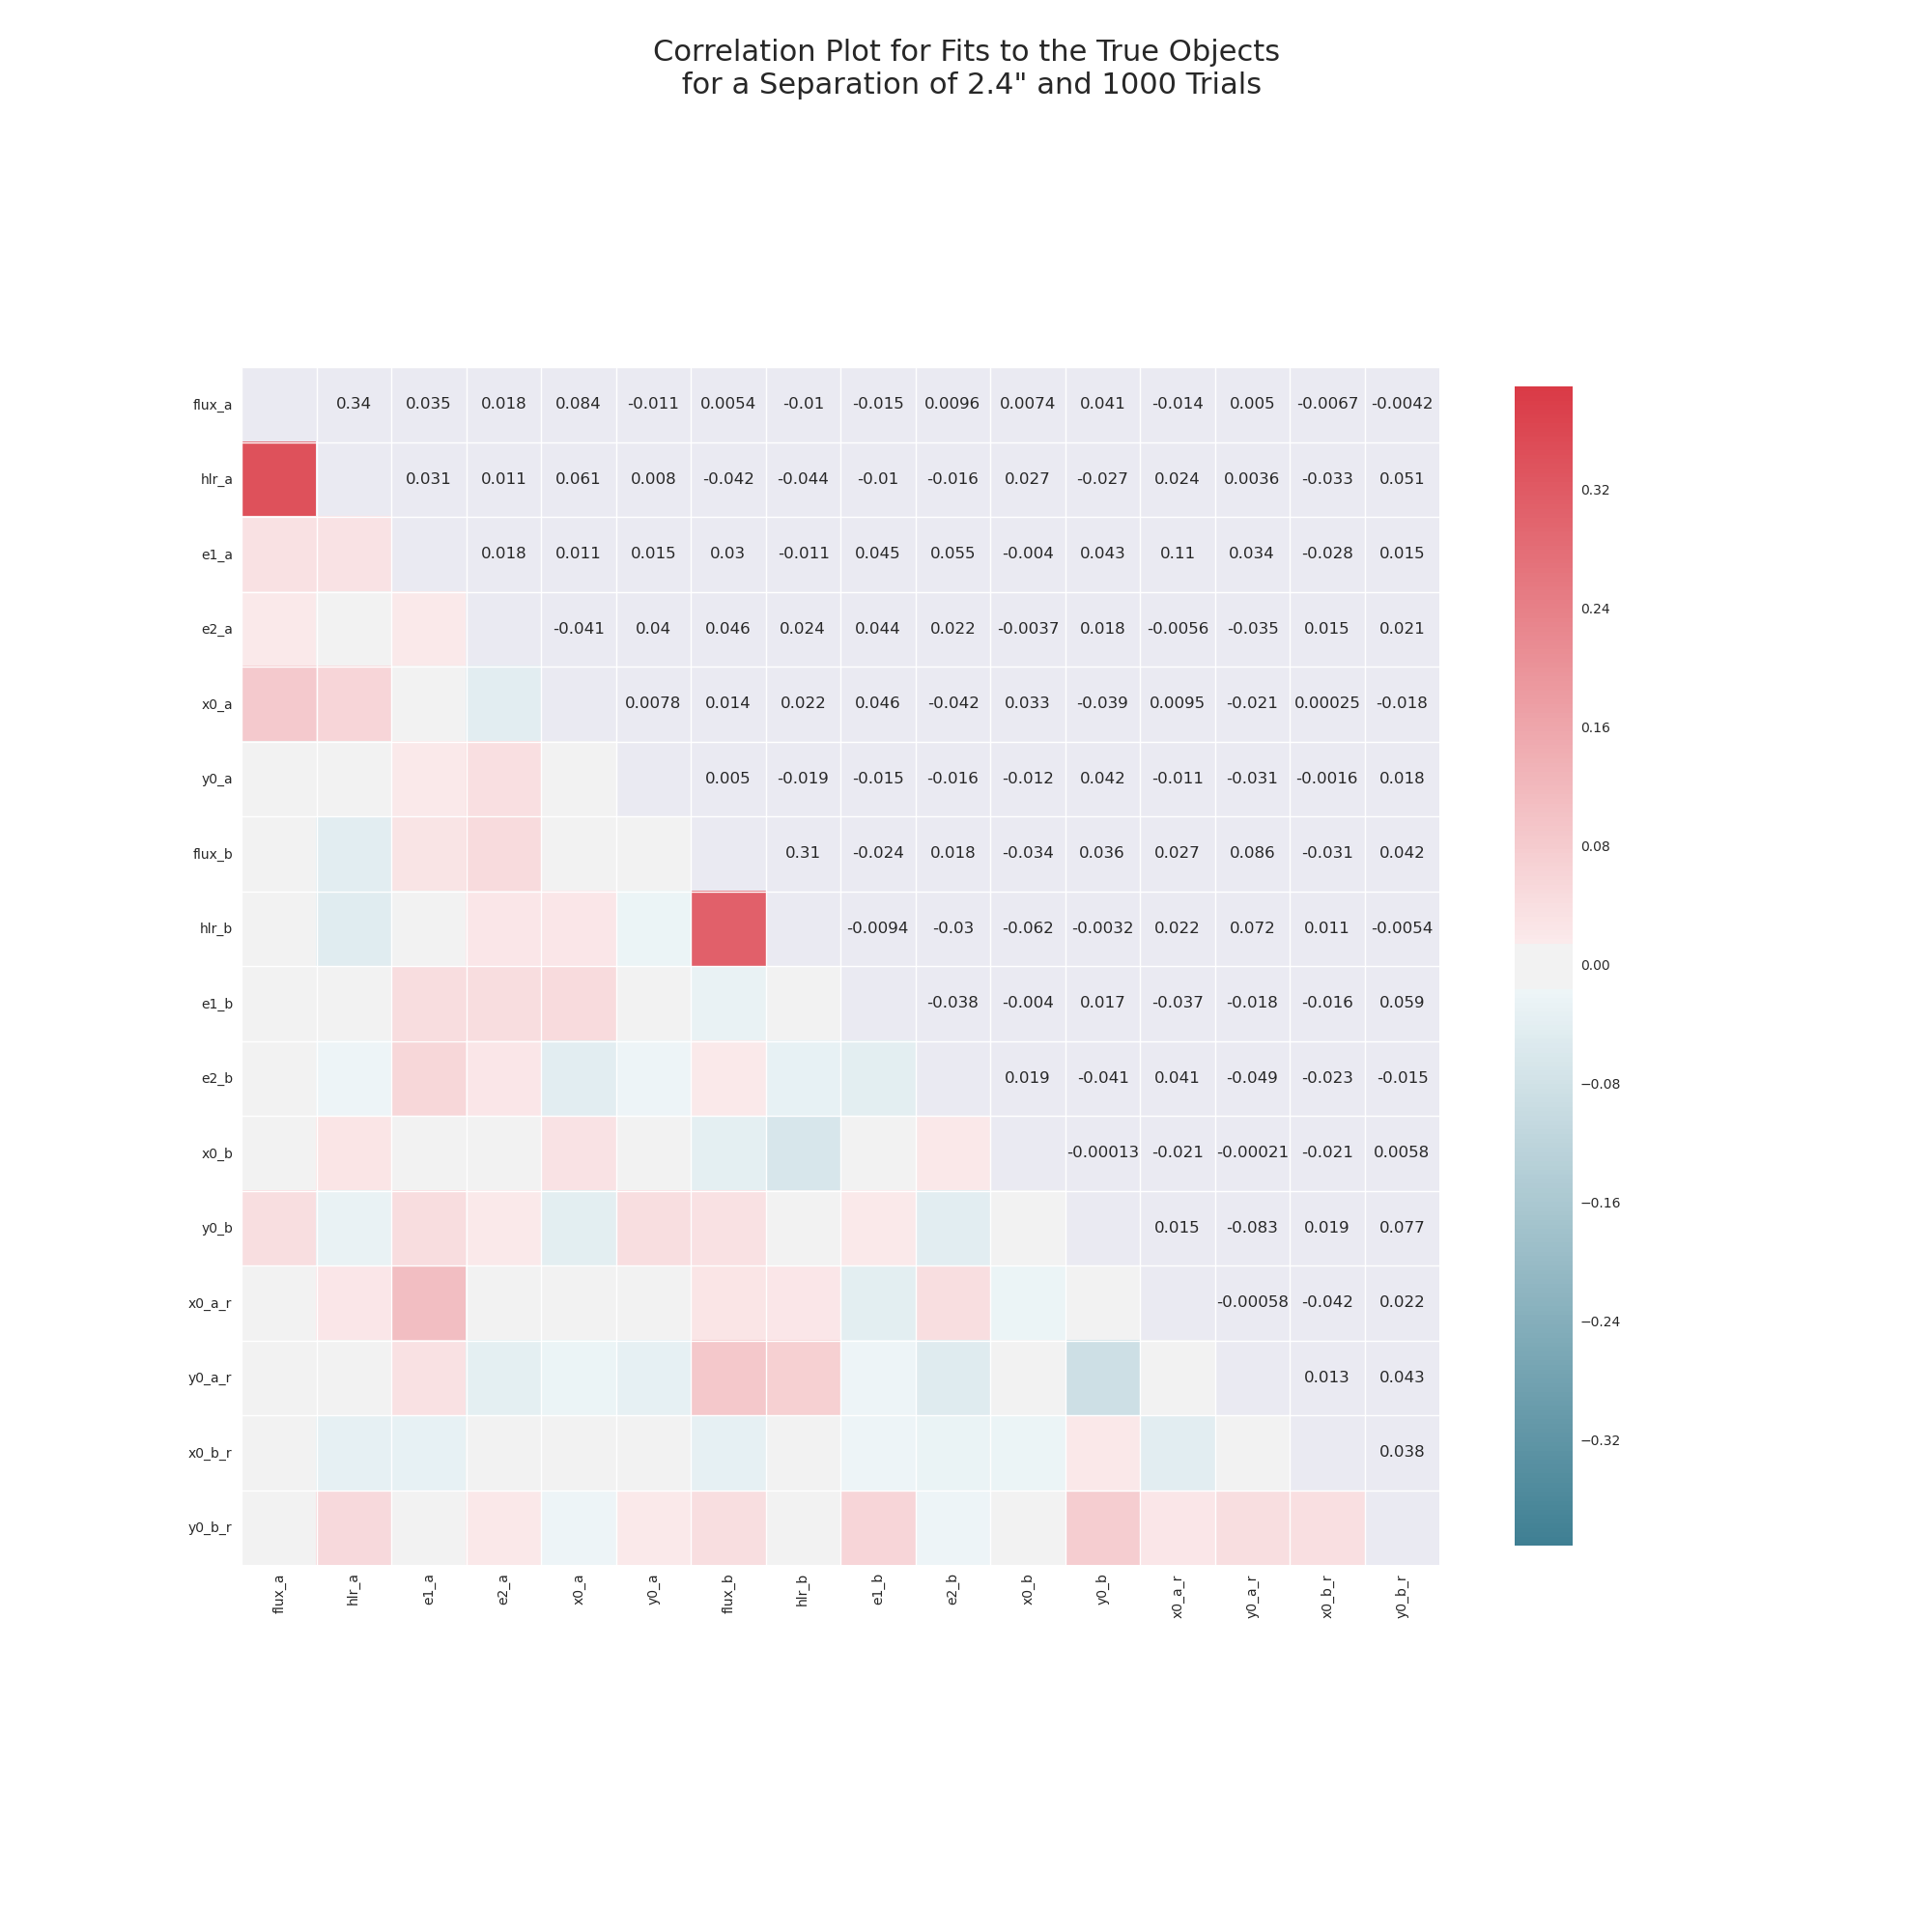 Correlation Plot for Fits to the True Objects
for a Separation of 2.4" and 1000 Trials
flux_a 0.34 0.035 0.018 0.084 -0.011 0.0054 -0.01 -0.015 0.0096 0.0074 0.041 -0.014 0.005 -0.0067 -0.0042
hlr_a 0.031 0.011 0.061 0.008 -0.042 -0.044 -0.01 -0.016 0.027 -0.027 0.024 0.0036 -0.033 0.051
0.32
e1_a 0.018 0.011 0.015 0.03 -0.011 0.045 0.055 -0.004 0.043 0.11 0.034 -0.028 0.015
0.24
e2_a -0.041 0.04 0.046 0.024 0.044 0.022 -0.0037 0.018 -0.0056 -0.035 0.015 0.021
x0_a 0.0078 0.014 0.022 0.046 -0.042 0.033 -0.039 0.0095 -0.021 0.00025 -0.018
0.16
y0_a 0.005 -0.019 -0.015 -0.016 -0.012 0.042 -0.011 -0.031 -0.0016 0.018
0.08
flux_b 0.31 -0.024 0.018 -0.034 0.036 0.027 0.086 -0.031 0.042
hlr_b -0.0094 -0.03 -0.062 -0.0032 0.022 0.072 0.011 -0.0054
0.00
e1_b -0.038 -0.004 0.017 -0.037 -0.018 -0.016 0.059
e2_b 0.019 -0.041 0.041 -0.049 -0.023 -0.015
−0.08
x0_b -0.00013 -0.021 -0.00021 -0.021 0.0058
−0.16
y0_b 0.015 -0.083 0.019 0.077
x0_a_r -0.00058 -0.042 0.022
−0.24
y0_a_r 0.013 0.043
−0.32
x0_b_r 0.038
y0_b_r
flux_a hlr_a e1_a e2_a x0_a y0_a flux_b hlr_b e1_b e2_b x0_b y0_b x0_a_r y0_a_r x0_b_r y0_b_r